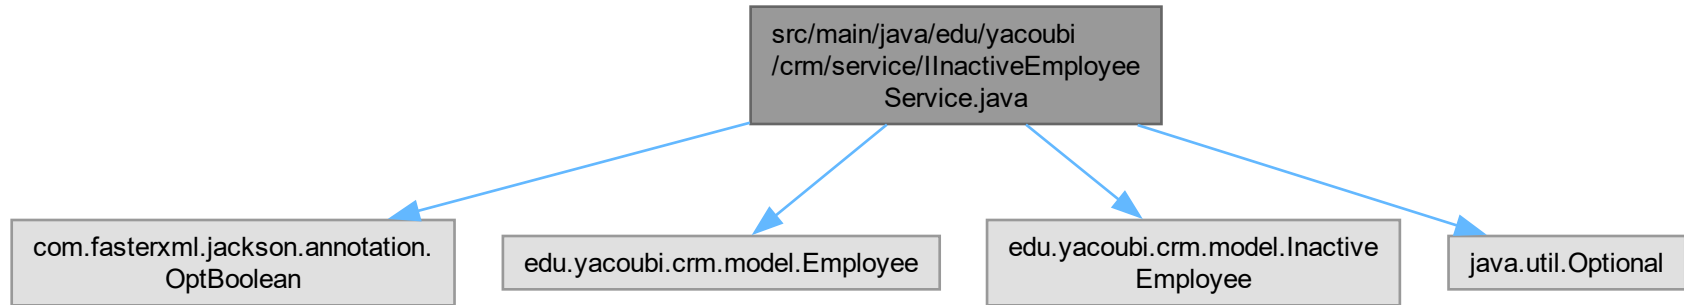 src/main/java/edu/yacoubi
/crm/service/IInactiveEmployee
Service.java
com.fasterxml.jackson.annotation.
OptBoolean
edu.yacoubi.crm.model.Employee
edu.yacoubi.crm.model.Inactive
Employee
java.util.Optional